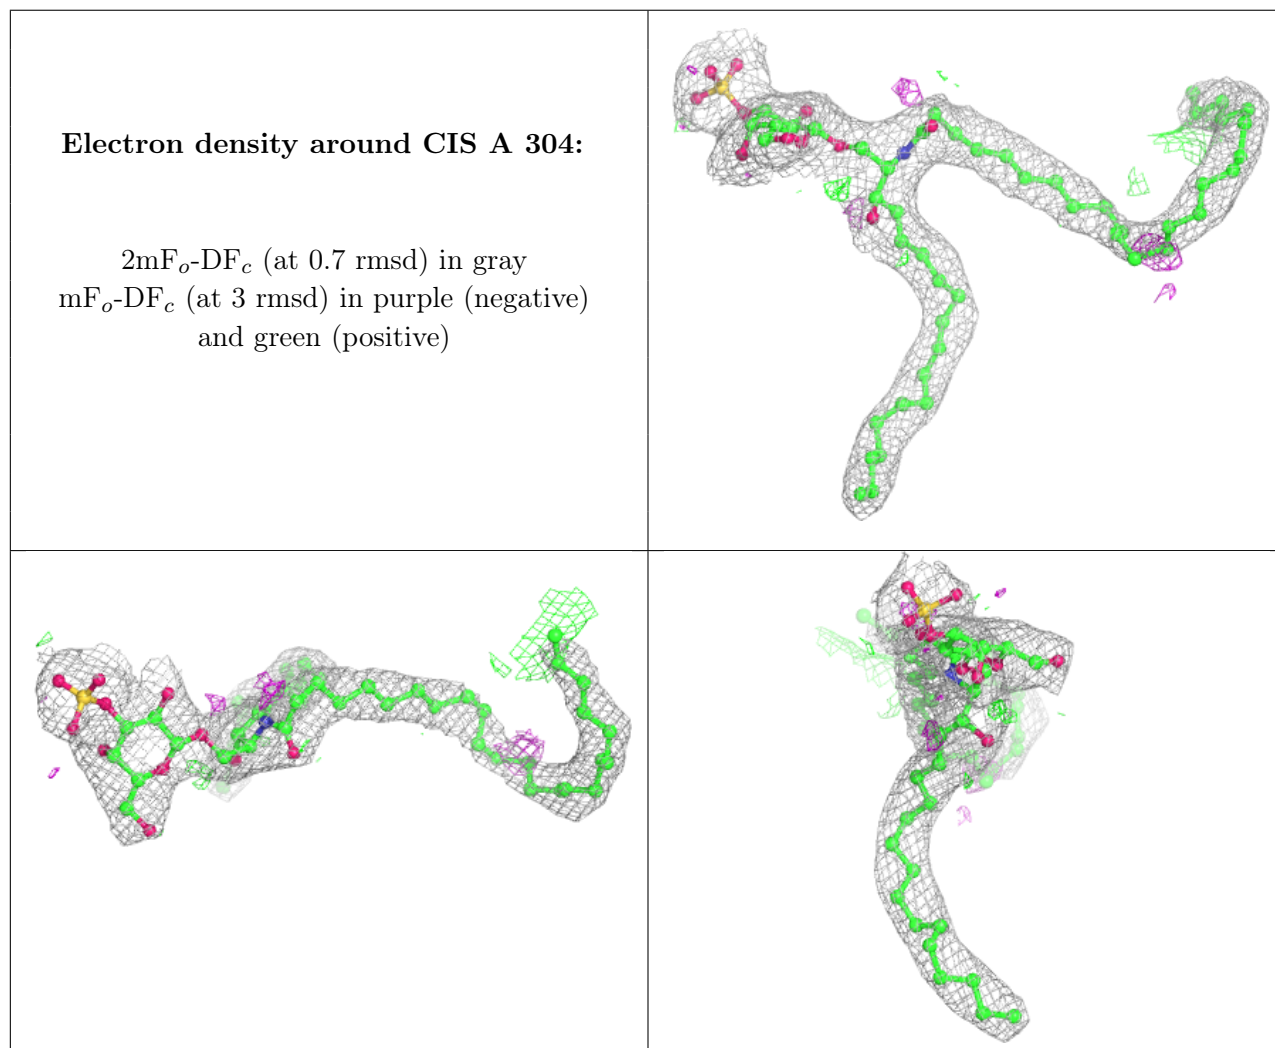 Electron density around CIS A 304:
2mFo-DFc (at 0.7 rmsd) in gray
mFo-DFc (at 3 rmsd) in purple (negative)
and green (positive)